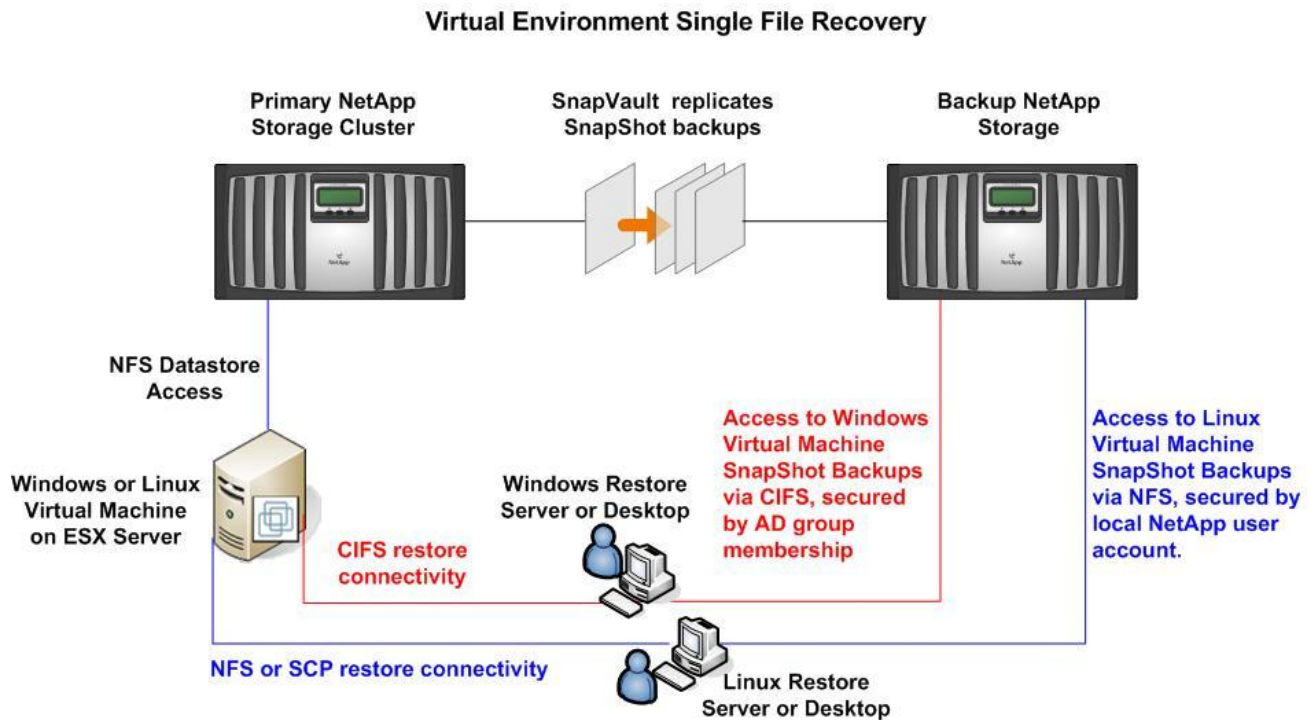 Virtual Environment Single File Recovery
Primary NetApp
Storage Cluster
SnapVault replicates
SnapShot backups
Backup NetApp
Storage
NetApp
NetApp
NFS Datastore
Access
Windows or Linux
Virtual Machine
on ESX Server
CIFS restore
connectivity
Windows Restore
Server or Desktop
Access to Windows
Virtual Machine
SnapShot Backups
via CIFS, secured
by AD group
membership
Access to Linux
Virtual Machine
SnapShot Backups
via NFS, secured by
local NetApp user
account.
NFS or SCP restore connectivity
Linux Restore
Server or Desktop